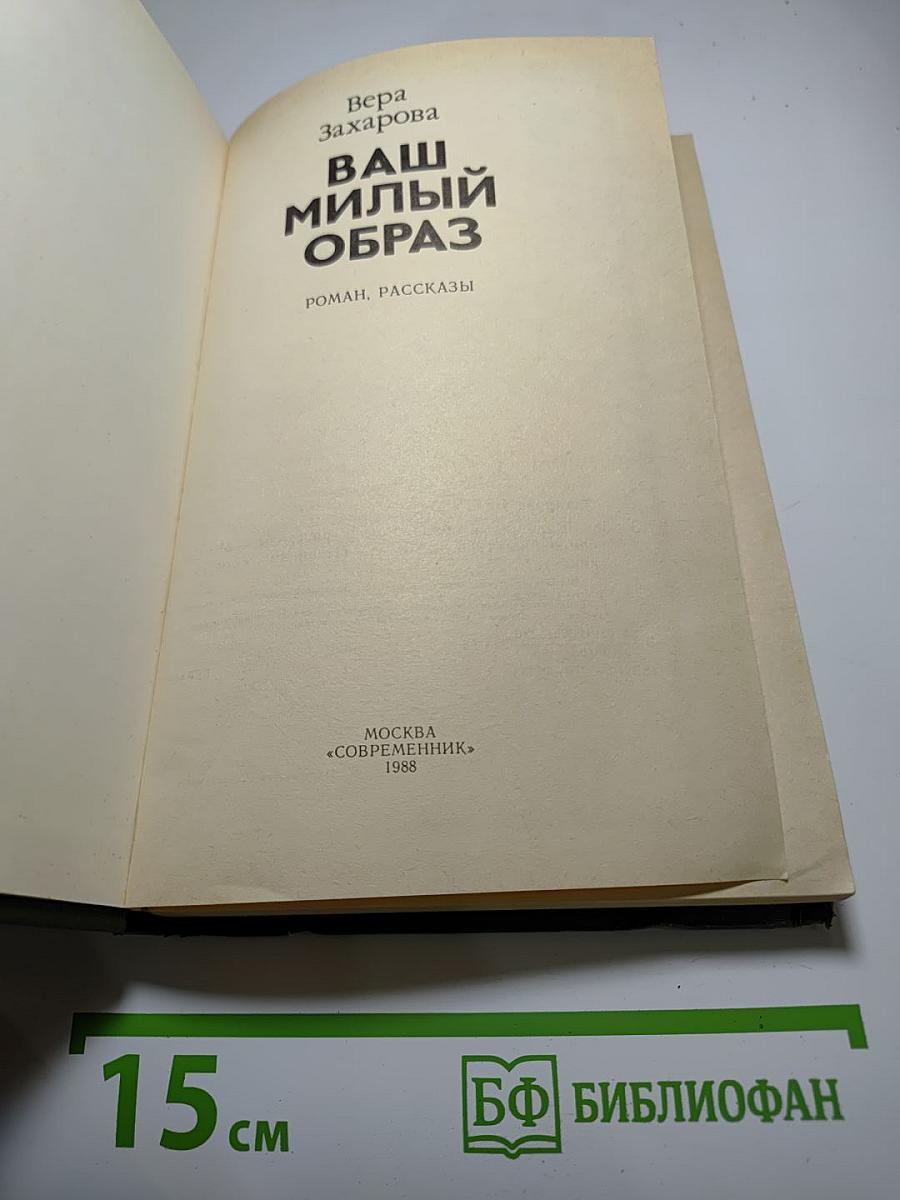 Вера
Захарова
ВАШ
МИЛЫЙ
ОБРАЗ
РОМАН, РАССКАЗЫ
МОСКВА
«СОВРЕМЕННИК»
1988
15 см
БФ БИБЛИОФАН